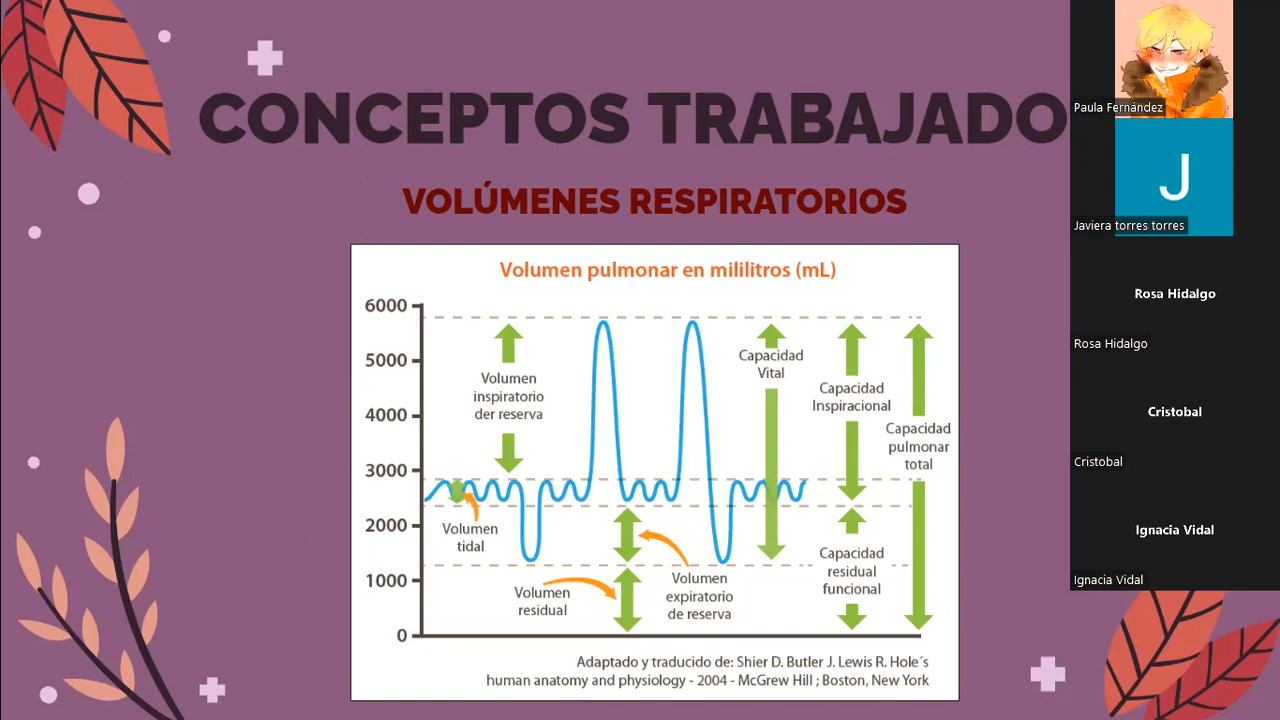 CONCEPTOS TRABAJADO
VOLÚMENES RESPIRATORIOS
Volumen pulmonar en mililitros (mL)
6000
5000
4000
3000
2000
1000
0
Volumen
inspiratorio
der reserva
Volumen
tidal
Volumen
residual
Volumen
expiratorio
de reserva
Capacidad
Vital
Capacidad
Inspiracional
Capacidad
residual
funcional
Capacidad
pulmonar
total
Adaptado y traducido de: Shier D. Butler J. Lewis R. Hole´s
human anatomy and physiology - 2004 - McGrew Hill ; Boston, New York
Paula Fernández
J
Javiera torres torres
Rosa Hidalgo
Rosa Hidalgo
Cristobal
Cristobal
Ignacia Vidal
Ignacia Vidal